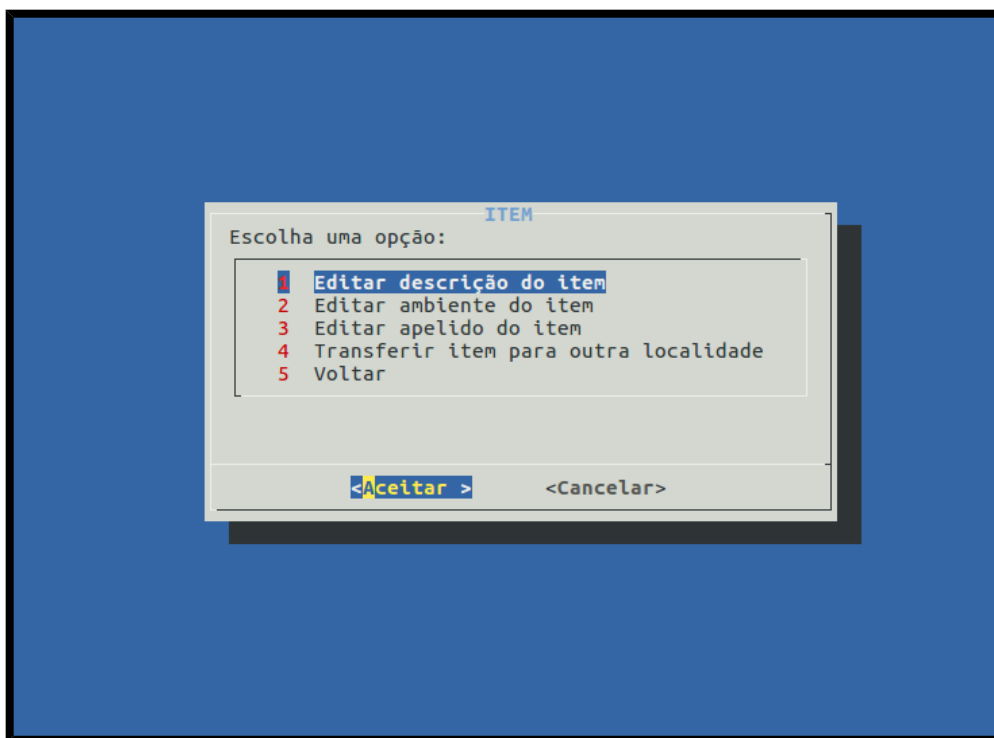 ITEM
Escolha uma opção:
1 Editar descrição do item
2 Editar ambiente do item
3 Editar apelido do item
4 Transferir item para outra localidade
5 Voltar
<Aceitar > <Cancelar>